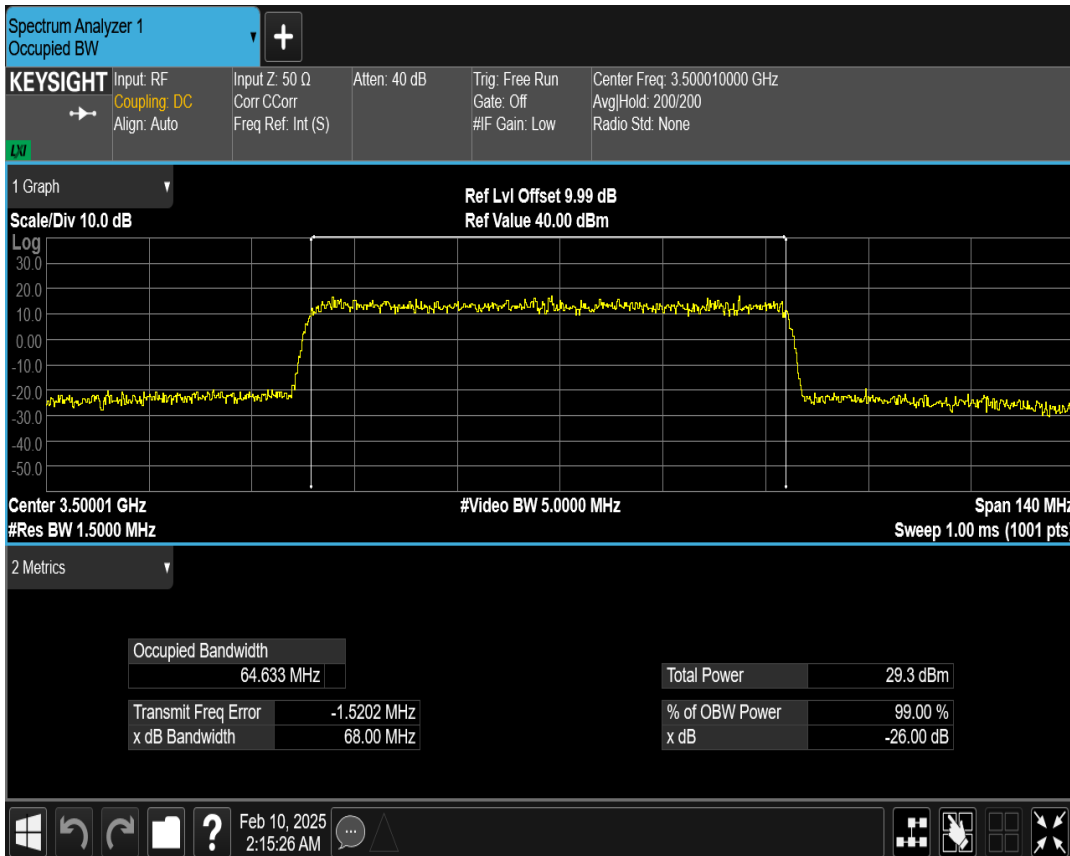 Spectrum Analyzer 1
Occupied BW
+
KEYSIGHT
LXI
Input: RF
Coupling: DC
Align: Auto
Input Z: 50 Ω
Corr CCorr
Freq Ref: Int (S)
Atten: 40 dB
Trig: Free Run
Gate: Off
#IF Gain: Low
Center Freq: 3.500010000 GHz
Avg|Hold: 200/200
Radio Std: None
1 Graph
Scale/Div 10.0 dB
Ref Lvl Offset 9.99 dB
Ref Value 40.00 dBm
Log
30.0
20.0
10.0
0.00
-10.0
-20.0
-30.0
-40.0
-50.0
Center 3.50001 GHz
#Video BW 5.0000 MHz
Span 140 MHz
#Res BW 1.5000 MHz
Sweep 1.00 ms (1001 pts)
2 Metrics
Occupied Bandwidth
64.633 MHz
Total Power 29.3 dBm
Transmit Freq Error -1.5202 MHz
% of OBW Power 99.00 %
x dB Bandwidth 68.00 MHz
x dB -26.00 dB
?
Feb 10, 2025
2:15:26 AM